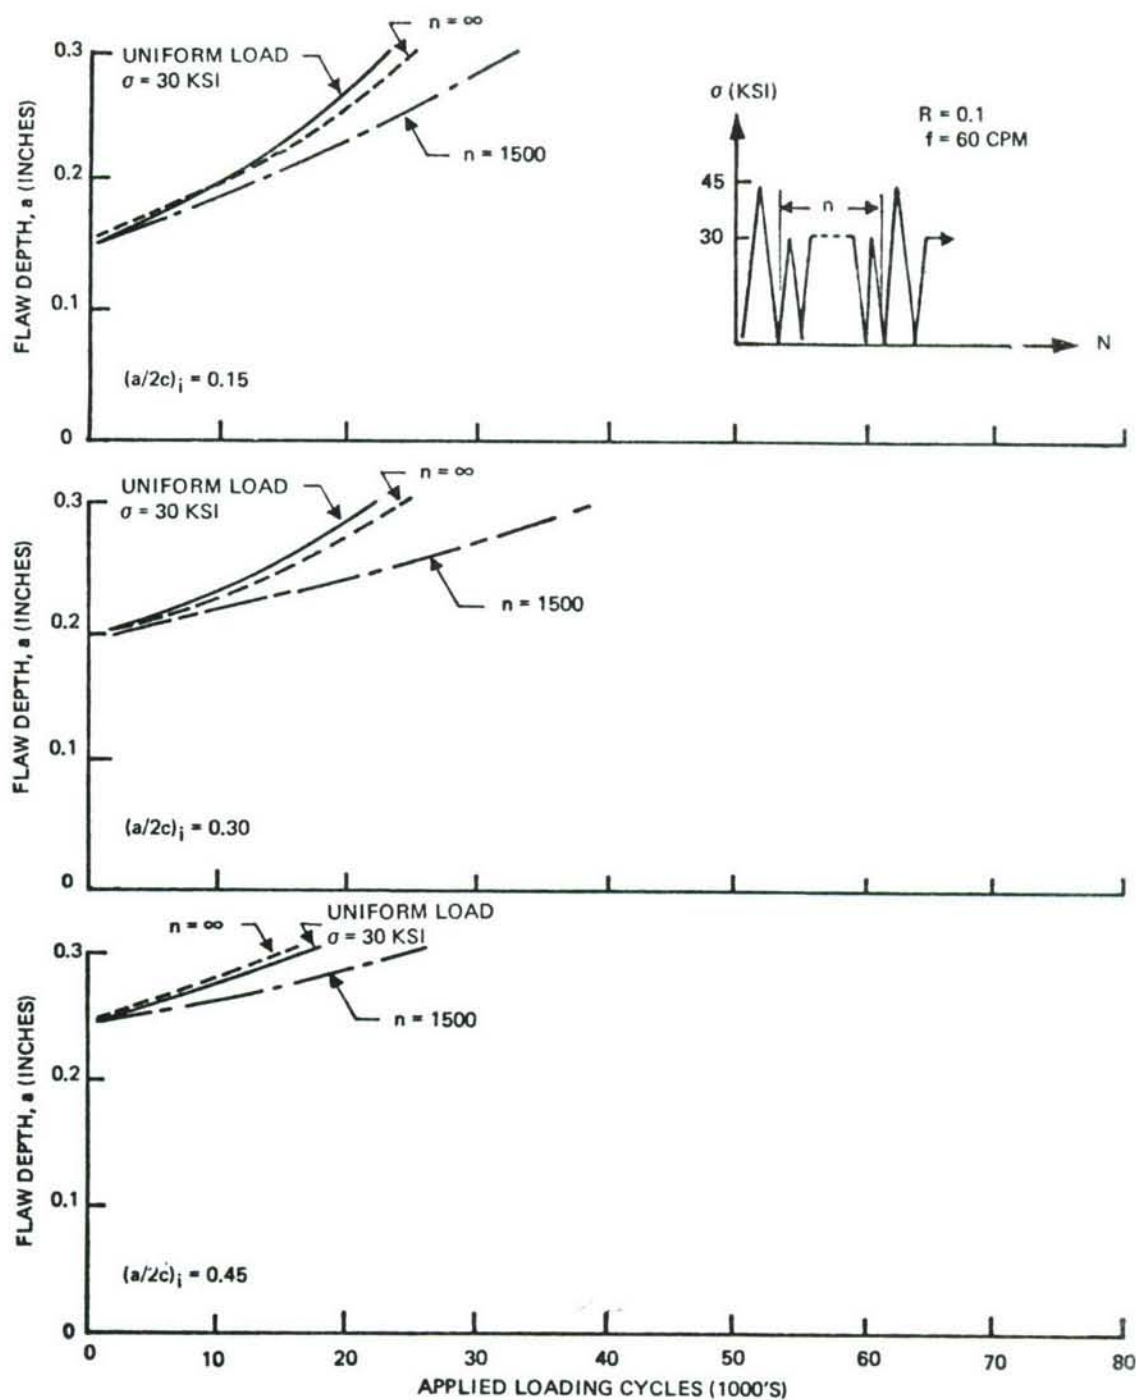 n = ∞
0.3
UNIFORM LOAD
σ = 30 KSI
0.2
n = 1500
0.1
(a/2c)i = 0.15
0
FLAW DEPTH, a (INCHES)
σ (KSI)
R = 0.1
f = 60 CPM
45
n
30
N
n = ∞
0.3
UNIFORM LOAD
σ = 30 KSI
0.2
n = 1500
0.1
(a/2c)i = 0.30
0
FLAW DEPTH, a (INCHES)
UNIFORM LOAD
n = ∞
σ = 30 KSI
0.3
n = 1500
0.2
0.1
(a/2c)i = 0.45
0
FLAW DEPTH, a (INCHES)
0 10 20 30 40 50 60 70 80
APPLIED LOADING CYCLES (1000'S)